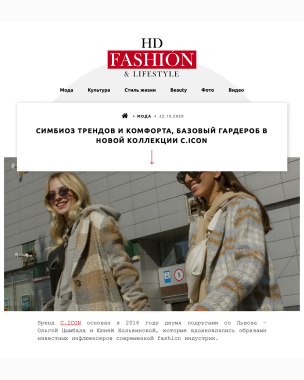 HD
FASHION
& LIFESTYLE
Мода Культура Стиль жизни Beauty Фото Видео
• МОДА • 22.10.2020
СИМБИОЗ ТРЕНДОВ И КОМФОРТА, БАЗОВЫЙ ГАРДЕРОБ В
НОВОЙ КОЛЛЕКЦИИ C.ICON
Бренд C.ICON основан в 2016 году двумя подругами со Львова –
Ольгой Цымбала и Юлией Хользинской, которые вдохновлялись образами
известных инфлюенсеров современной fashion индустрии.